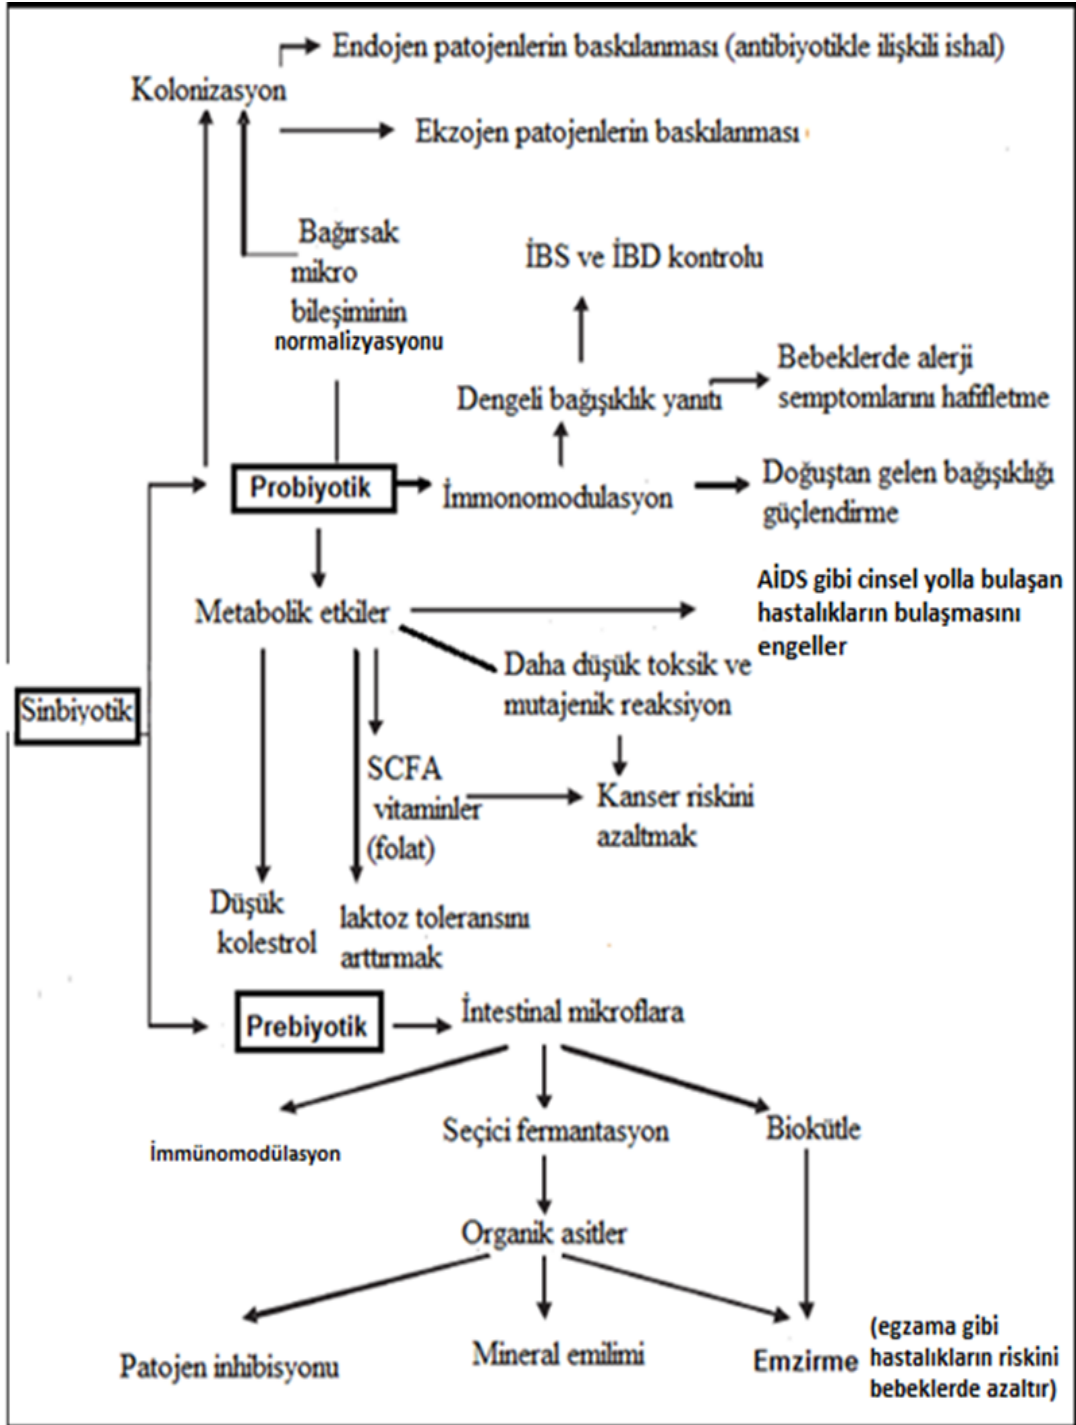 Endojen patojenlerin baskılanması (antibiyotikle ilişkili ishal)
Kolonizasyon
Ekzojen patojenlerin baskılanması
Bağırsak
mikro
bileşiminin
normalizyasyonu
İBS ve İBD kontrolu
Bebeklerde alerji
semptomlarını hafifletme
Dengeli bağışıklık yanıtı
Probiyotik
İmmonomodulasyon
Doğuştan gelen bağışıklığı
güçlendirme
Metabolik etkiler
AİDS gibi cinsel yolla bulaşan
hastalıkların bulaşmasını
engeller
Daha düşük toksik ve
mutajenik reaksiyon
Sinbiyotik
SCFA
vitaminler
(folat)
Kanser riskini
azaltmak
Düşük
kolestrol
laktoz toleransını
arttırmak
Prebiyotik
İntestinal mikroflara
İmmünomodülasyon
Seçici fermantasyon
Biokütle
Organik asitler
Patojen inhibisyonu
Mineral emilimi
Emzirme
(egzama gibi
hastalıkların riskini
bebeklerde azaltır)